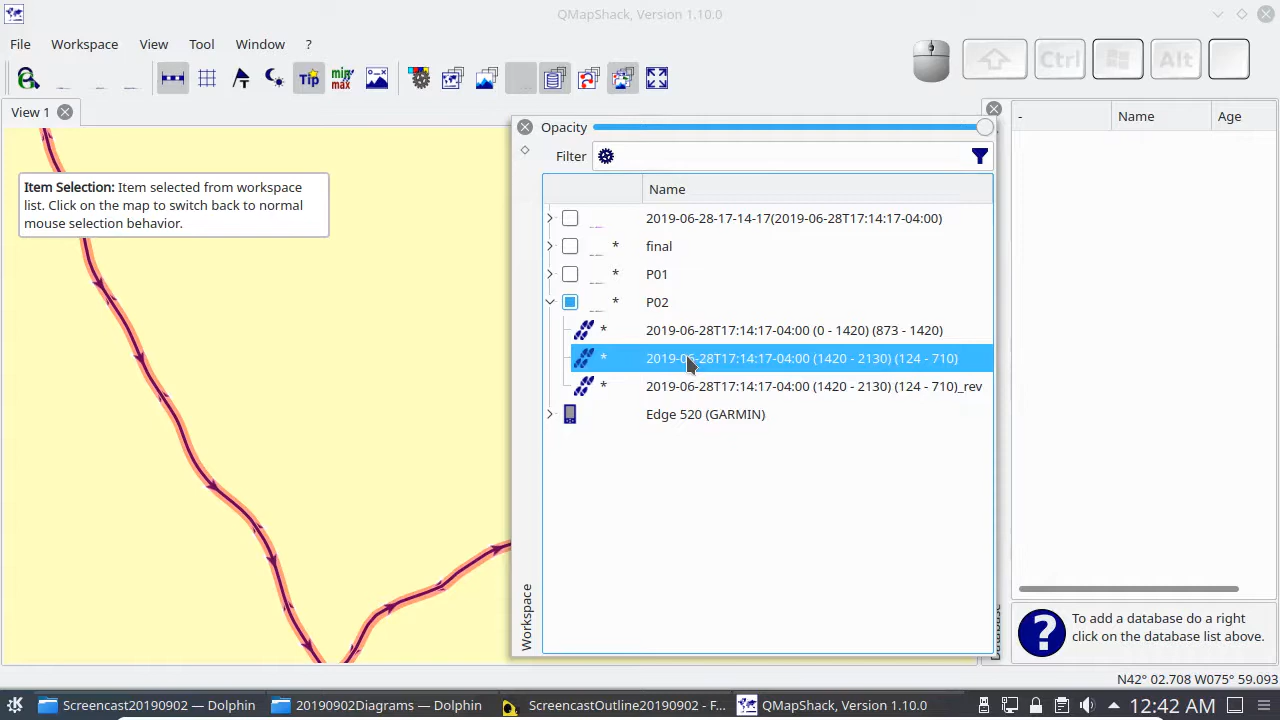 QMapShack, Version 1.10.0
File Workspace View Tool Window ?
Ctrl Alt
Tip min max
View 1
Opacity
Filter
- Name Age
Name
Item Selection: Item selected from workspace
list. Click on the map to switch back to normal
mouse selection behavior.
2019-06-28-17-14-17(2019-06-28T17:14:17-04:00)
* final
* P01
* P02
* 2019-06-28T17:14:17-04:00 (0 - 1420) (873 - 1420)
* 2019-06-28T17:14:17-04:00 (1420 - 2130) (124 - 710)
* 2019-06-28T17:14:17-04:00 (1420 - 2130) (124 - 710)_rev
Edge 520 (GARMIN)
Workspace
To add a database do a right
click on the database list above.
N42° 02.708 W075° 59.093
Screencast20190902 — Dolphin 20190902Diagrams — Dolphin ScreencastOutline20190902 - F... QMapShack, Version 1.10.0 12:42 AM